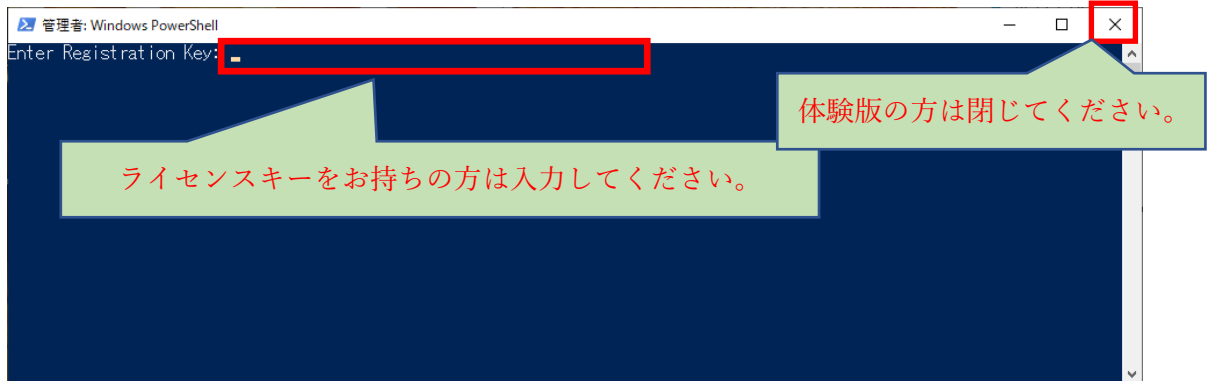 管理者: Windows PowerShell
Enter Registration Key:
体験版の方は閉じてください。
ライセンスキーをお持ちの方は入力してください。